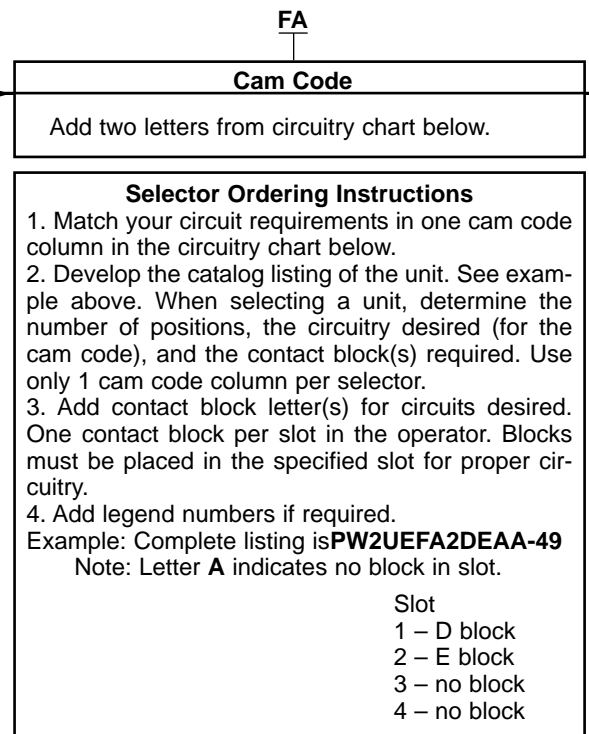 FA
Cam Code
Add two letters from circuitry chart below.
Selector Ordering Instructions
1. Match your circuit requirements in one cam code
column in the circuitry chart below.
2. Develop the catalog listing of the unit. See exam-
ple above. When selecting a unit, determine the
number of positions, the circuitry desired (for the
cam code), and the contact block(s) required. Use
only 1 cam code column per selector.
3. Add contact block letter(s) for circuits desired.
One contact block per slot in the operator. Blocks
must be placed in the specified slot for proper cir-
cuitry.
4. Add legend numbers if required.
Example: Complete listing isPW2UEFA2DEAA-49
Note: Letter A indicates no block in slot.
Slot
1 – D block
2 – E block
3 – no block
4 – no block